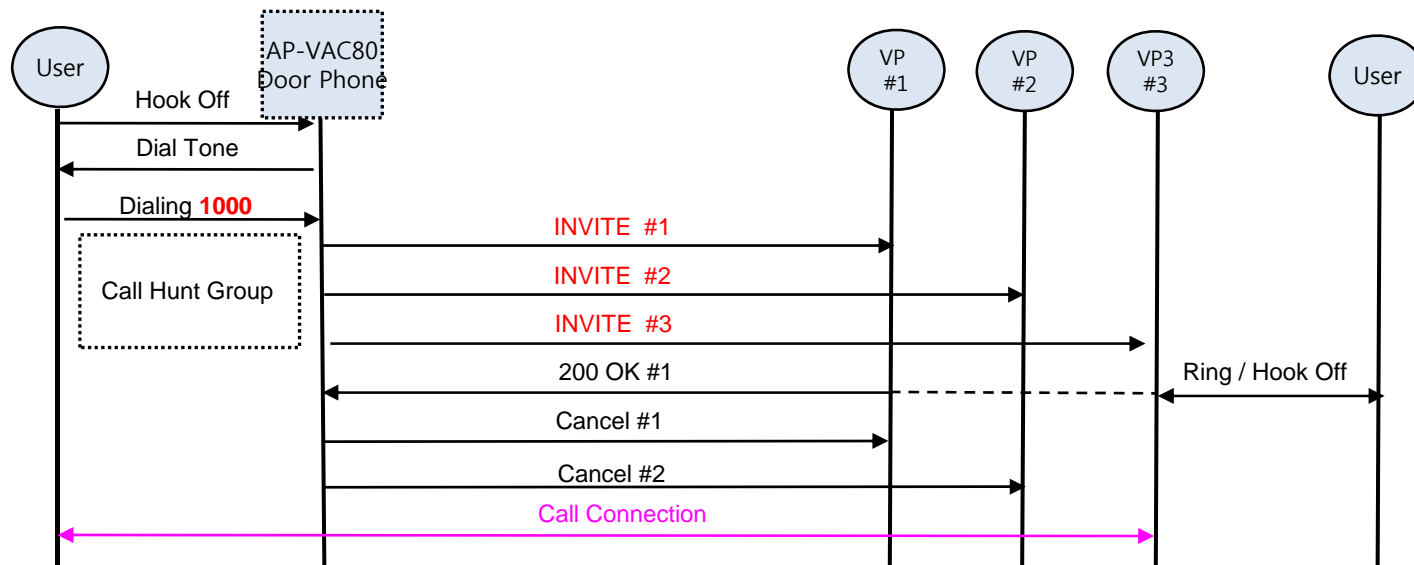 User
AP-VAC80
Door Phone
VP
#1
VP
#2
VP3
#3
User
Hook Off
Dial Tone
Dialing 1000
INVITE #1
Call Hunt Group
INVITE #2
INVITE #3
200 OK #1
Ring / Hook Off
Cancel #1
Cancel #2
Call Connection